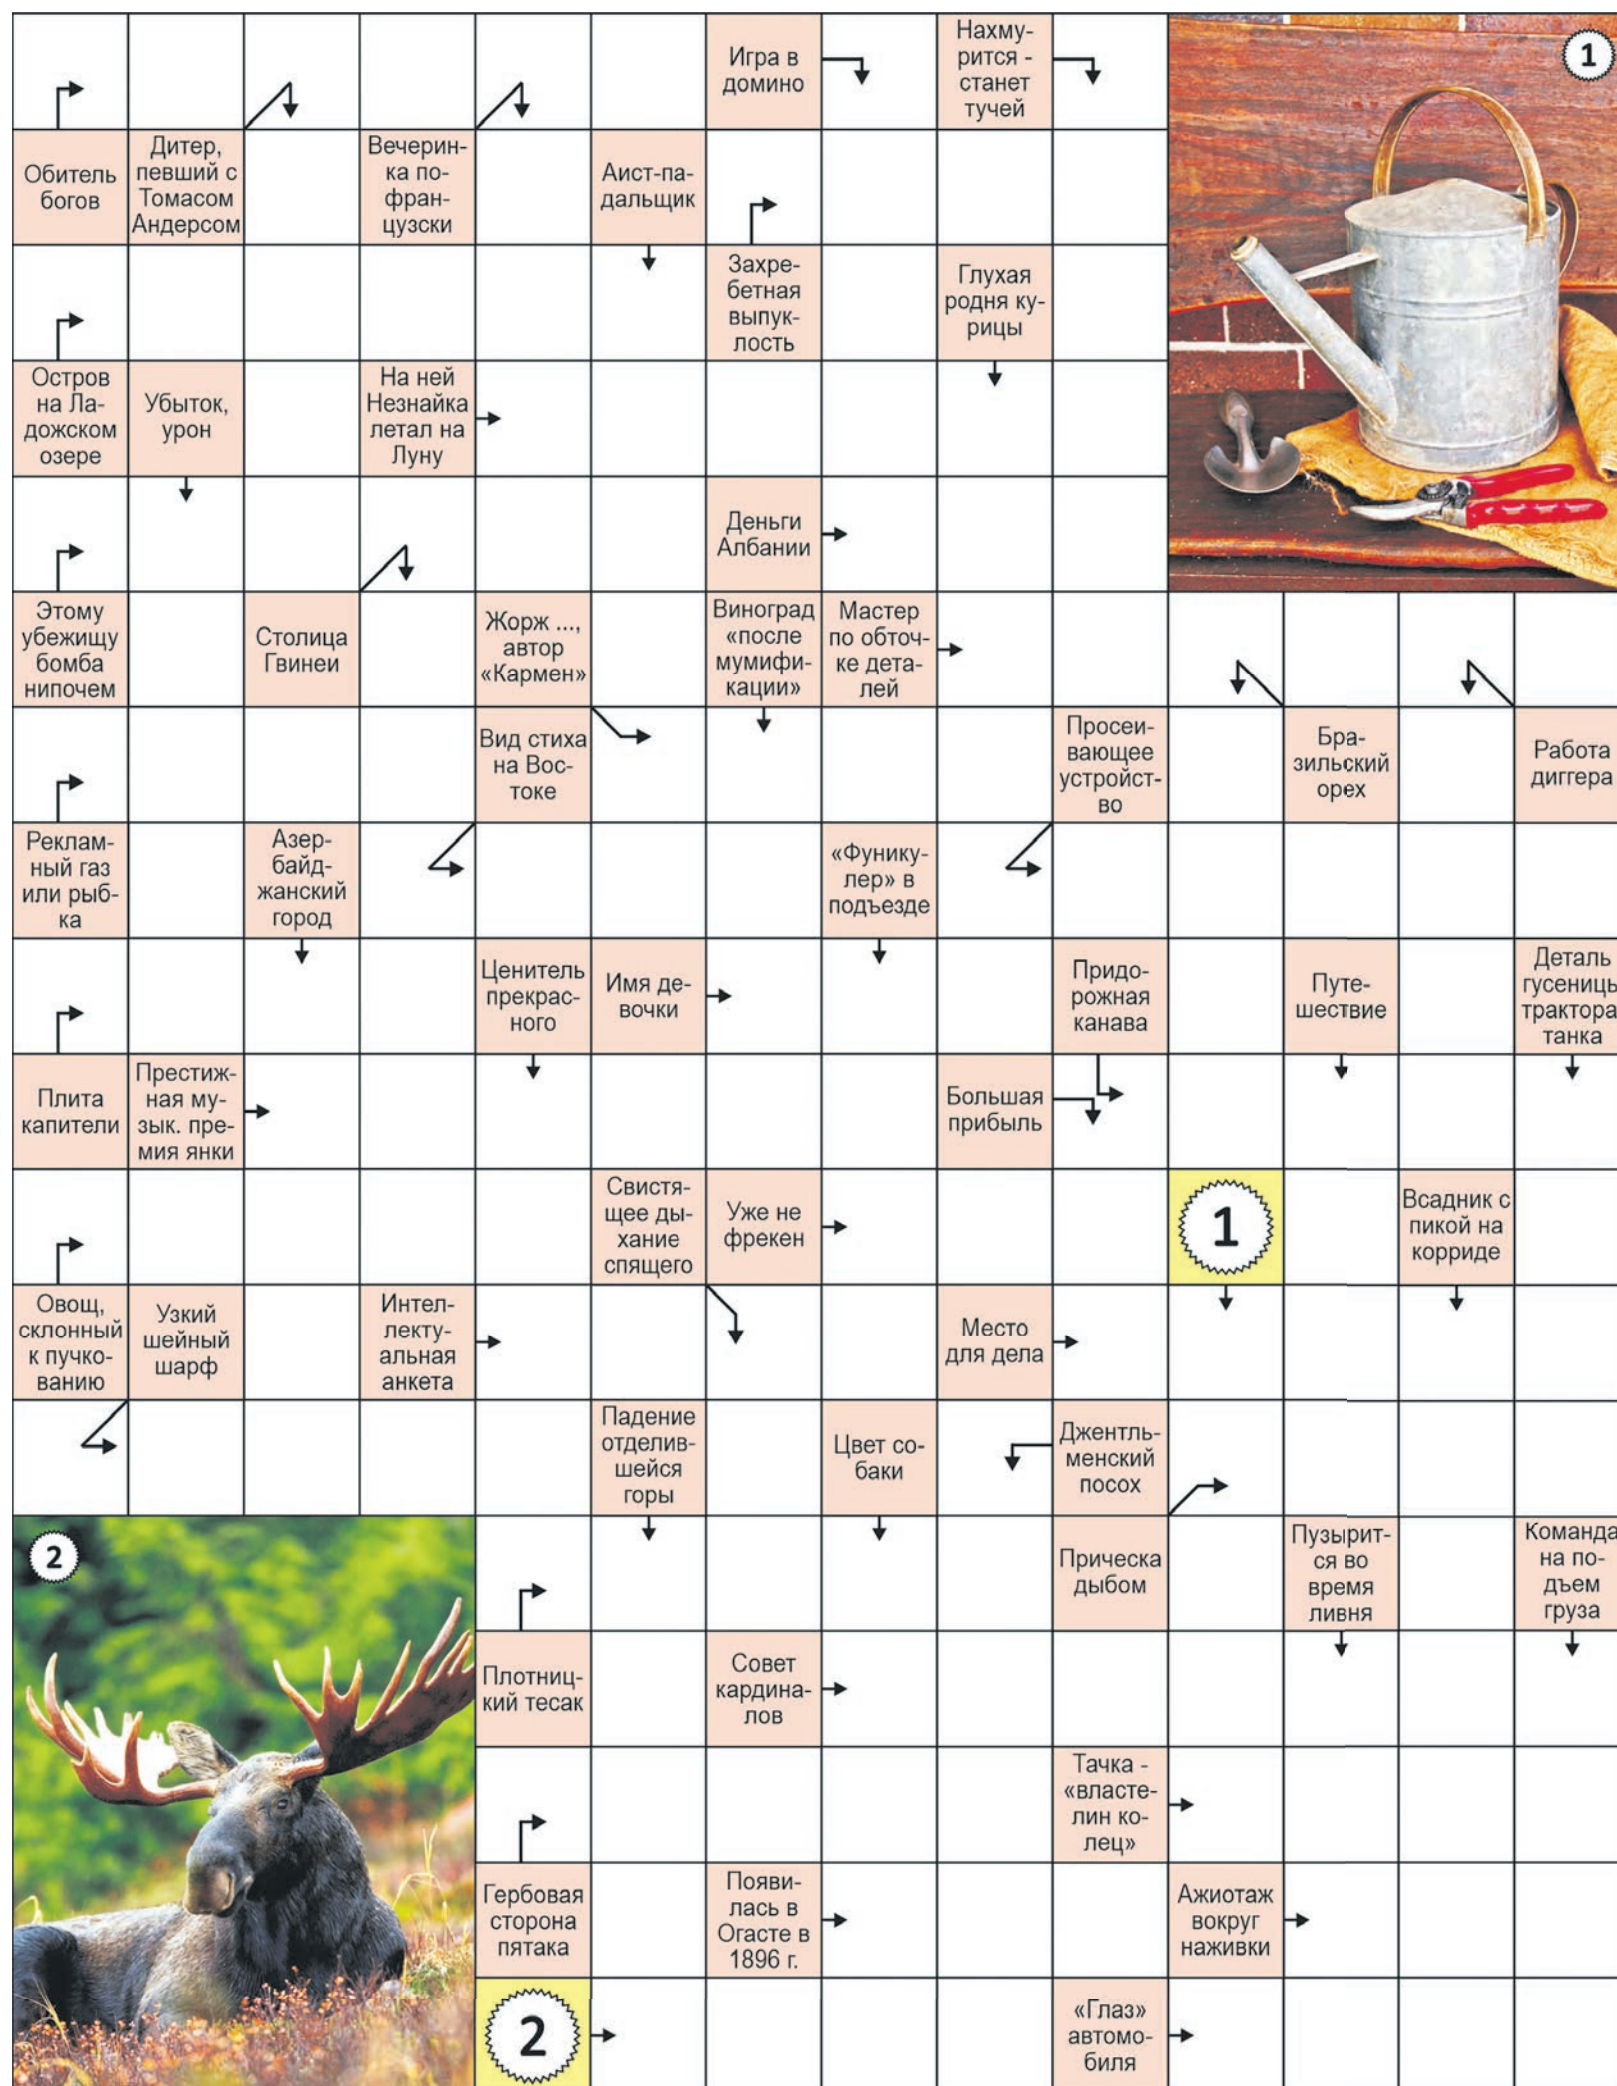 Игра в
домино
Нахму-
рится -
станет
тучей
1
Обитель
богов
Дитер,
певший с
Томасом
Андерсом
Вечерин-
ка по-
фран-
цузски
Аист-па-
дальщик
Захре-
бетная
выпук-
лость
Глухая
родня ку-
рицы
Остров
на Ла-
дожском
озере
Убыток,
урон
На ней
Незнайка
летал на
Луну
Деньги
Албании
Этому
убежищу
бомба
нипочем
Столица
Гвинеи
Жорж ...,
автор
«Кармен»
Виноград
«после
мумифи-
кации»
Мастер
по обточ-
ке дета-
лей
Вид стиха
на Вос-
токе
Просеи-
вающее
устройст-
во
Бра-
зильский
орех
Работа
диггера
Реклам-
ный газ
или рыб-
ка
Азер-
байд-
жанский
город
«Фунику-
лер» в
подъезде
Ценитель
прекрас-
ного
Имя де-
вочки
Придо-
рожная
канава
Путе-
шествие
Деталь
гусеницы
трактора
танка
Плита
капители
Престиж-
ная му-
зык. пре-
мия янки
Большая
прибыль
Свистя-
щее ды-
хание
спящего
Уже не
фрекен
1
Всадник с
пикой на
корриде
Овощ,
склонный
к пучко-
ванию
Узкий
шейный
шарф
Интел-
лекту-
альная
анкета
Место
для дела
Падение
отделив-
шейся
горы
Цвет со-
баки
Джентль-
менский
посох
2
Прическа
дыбом
Пузырит-
ся во
время
ливня
Команда
на по-
дъем
груза
Плотниц-
кий тесак
Совет
кардина-
лов
Тачка -
«власте-
лин ко-
лец»
Гербовая
сторона
пятака
Появи-
лась в
Огасте в
1896 г.
Ажиотаж
вокруг
наживки
2
«Глаз»
автомо-
биля